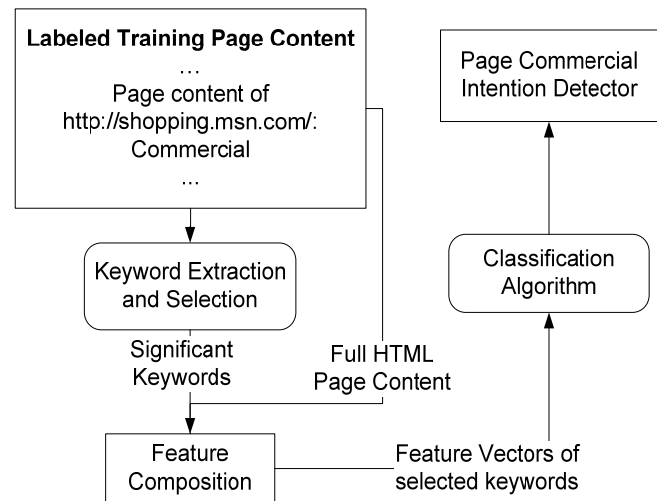 Labeled Training Page Content
...
Page content of
http://shopping.msn.com/:
Commercial
...
Keyword Extraction
and Selection
Significant
Keywords
Full HTML
Page Content
Feature
Composition
Feature Vectors of
selected keywords
Classification
Algorithm
Page Commercial
Intention Detector